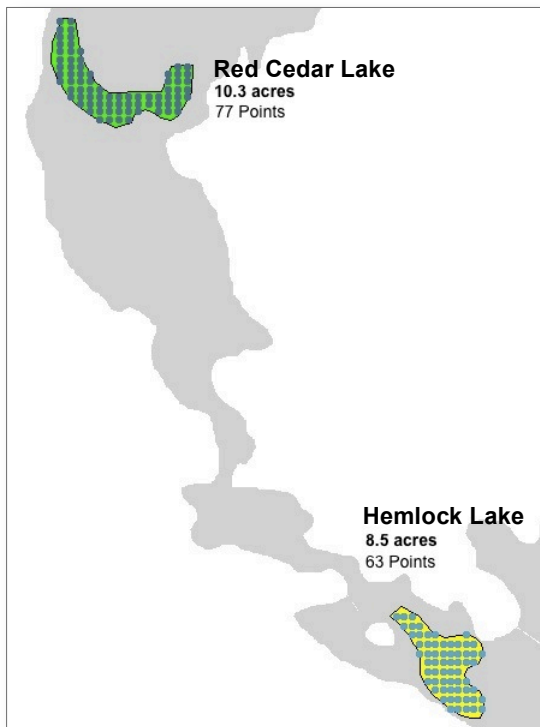 Red Cedar Lake
10.3 acres
77 Points
Hemlock Lake
8.5 acres
63 Points